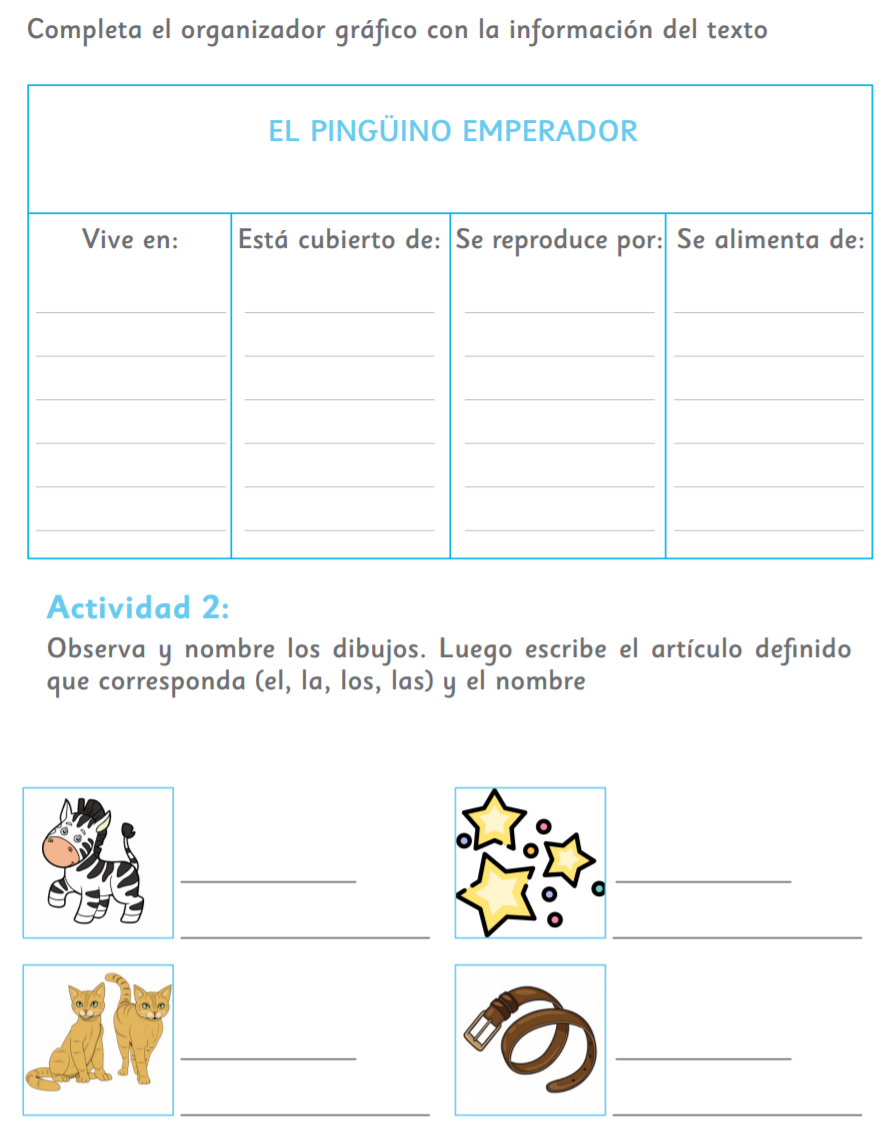 Completa el organizador gráfico con la información del texto
EL PINGÜINO EMPERADOR
Vive en:
Está cubierto de:
Se reproduce por:
Se alimenta de:
Actividad 2:
Observa y nombre los dibujos. Luego escribe el artículo definido
que corresponda (el, la, los, las) y el nombre